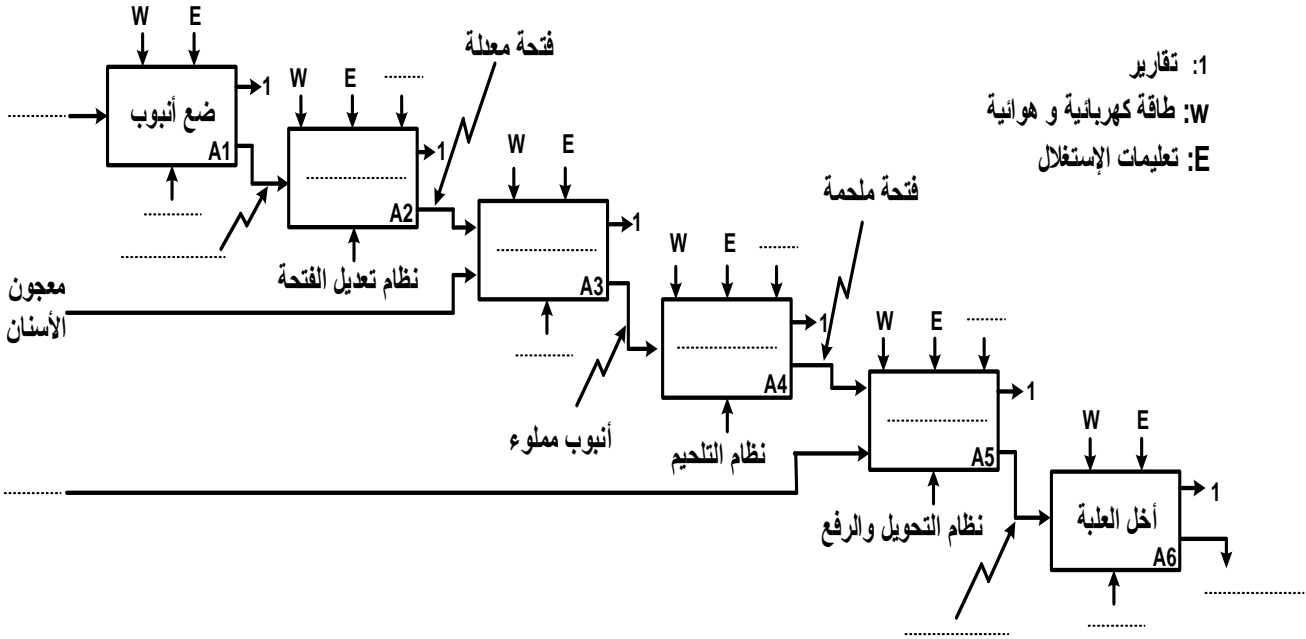 W E
فتحة معدلة
1: تقارير
W: طاقة كهربائية و هوائية
E: تعليمات الإستغلال
ضع أنبوب
1
A1
W E
1
A2
نظام تعديل الفتحة
W E
1
A3
فتحة ملحمة
معجون
الأسنان
أنبوب مملوء
W E
1
A4
نظام التلحيم
W E
1
A5
نظام التحويل والرفع
W E
أخل العلبة
1
A6